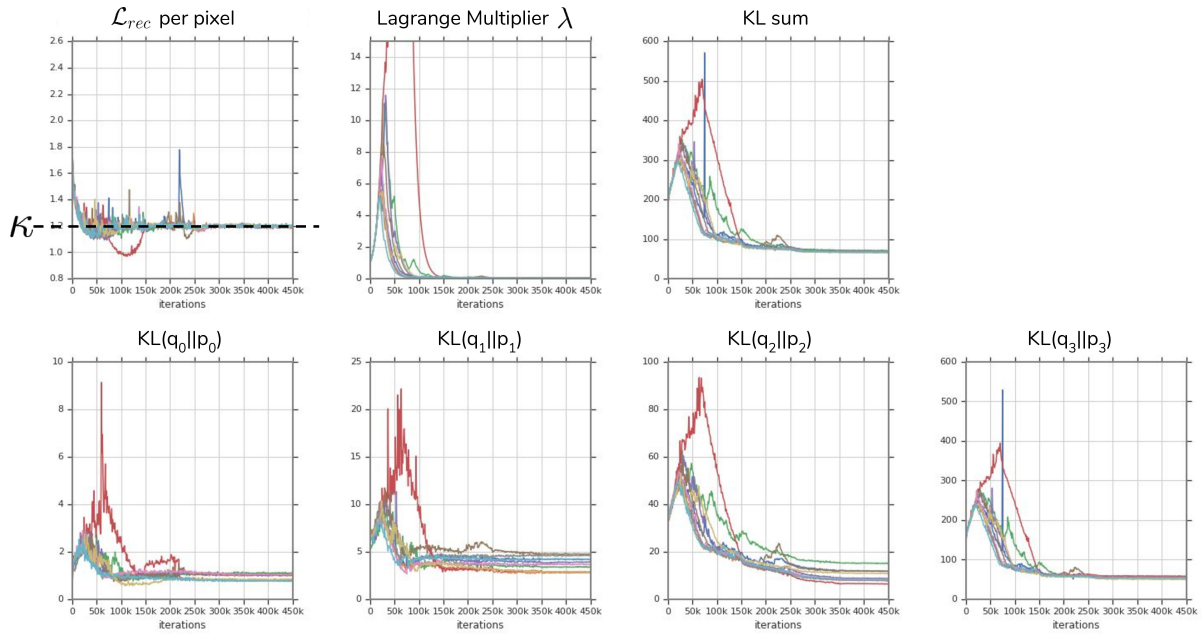 ℒ_rec per pixel
2.6
2.4
2.2
2.0
1.8
1.6
1.4
1.2
1.0
0.8
κ
0 50k 100k 150k 200k 250k 300k 350k 400k 450k
iterations
Lagrange Multiplier λ
14
12
10
8
6
4
2
0
0 50k 100k 150k 200k 250k 300k 350k 400k 450k
iterations
KL sum
600
500
400
300
200
100
0
0 50k 100k 150k 200k 250k 300k 350k 400k 450k
iterations
KL(q₀||p₀)
10
8
6
4
2
0
0 50k 100k 150k 200k 250k 300k 350k 400k 450k
iterations
KL(q₁||p₁)
25
20
15
10
5
0
0 50k 100k 150k 200k 250k 300k 350k 400k 450k
iterations
KL(q₂||p₂)
100
80
60
40
20
0
0 50k 100k 150k 200k 250k 300k 350k 400k 450k
iterations
KL(q₃||p₃)
600
500
400
300
200
100
0
0 50k 100k 150k 200k 250k 300k 350k 400k 450k
iterations